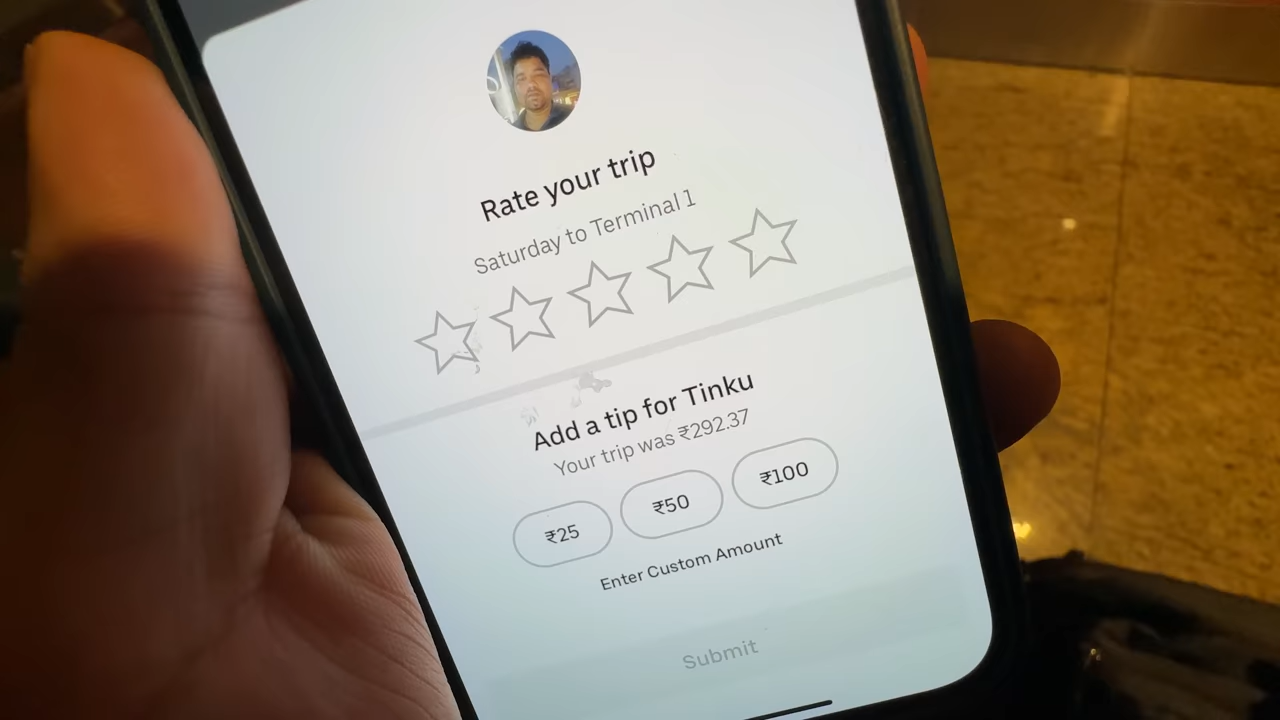 Rate your trip
Saturday to Terminal 1
Add a tip for Tinku
Your trip was ₹292.37
₹25 ₹50 ₹100
Enter Custom Amount
Submit